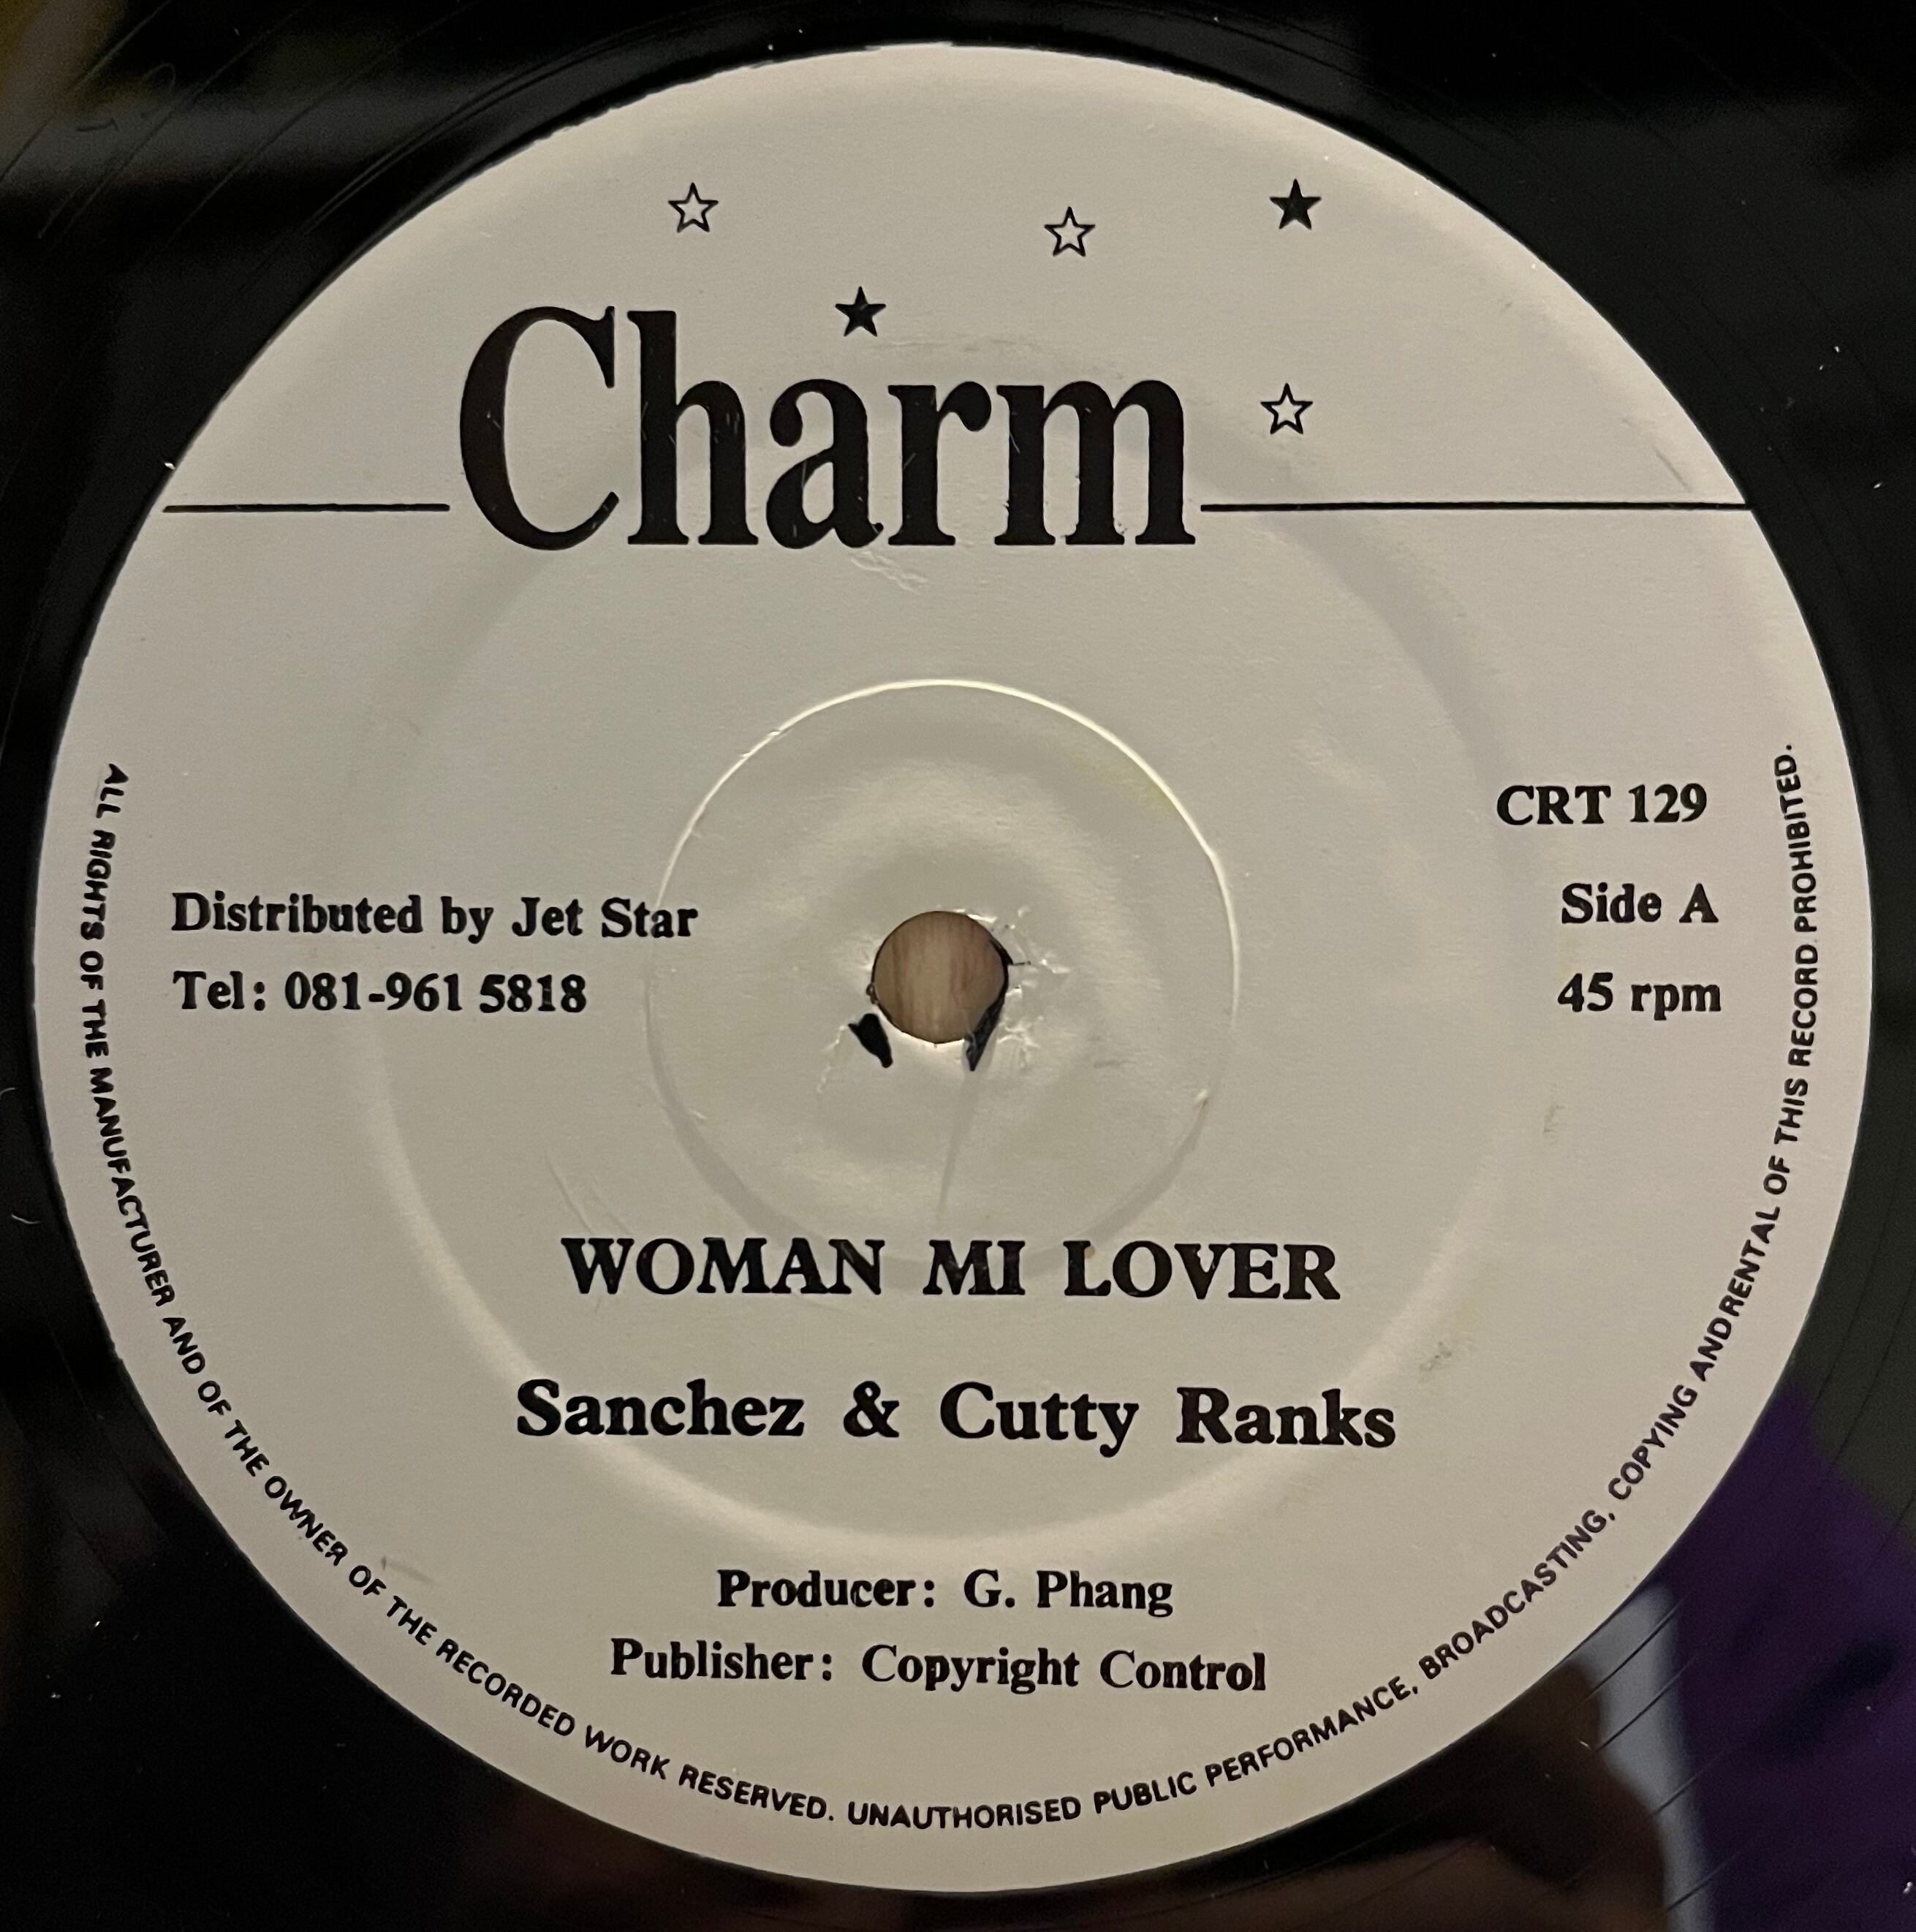 Charm
CRT 129
Side A
45 rpm
Distributed by Jet Star
Tel: 081-961 5818
WOMAN MI LOVER
Sanchez & Cutty Ranks
Producer: G. Phang
Publisher: Copyright Control
ALL RIGHTS OF THE MANUFACTURER AND OF THE OWNER OF THE RECORDED WORK RESERVED. UNAUTHORISED PUBLIC PERFORMANCE, BROADCASTING, COPYING ANDRENTAL OF THIS RECORD PROHIBITED.